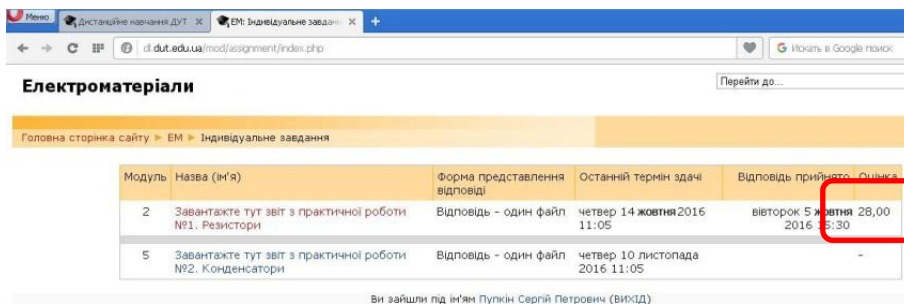 Меню
Дистанційне навчання ДУТ
ЕМ: Індивідуальне завданн
dl.dut.edu.ua/mod/assignment/index.php
Искать в Google поиск
Електроматеріали
Перейти до...
Головна сторінка сайту ► ЕМ ► Індивідуальне завдання
Модуль Назва (ім'я) Форма представлення відповіді Останній термін здачі Відповідь прийнято Оцінка
2 Завантажте тут звіт з практичної роботи №1. Резистори Відповідь - один файл четвер 14 жовтня 2016 11:05 вівторок 5 жовтня 2016 15:30 28,00
5 Завантажте тут звіт з практичної роботи №2. Конденсатори Відповідь - один файл четвер 10 листопада 2016 11:05 -
Ви зайшли під ім'ям Пупкін Сергій Петрович (ВИХІД)